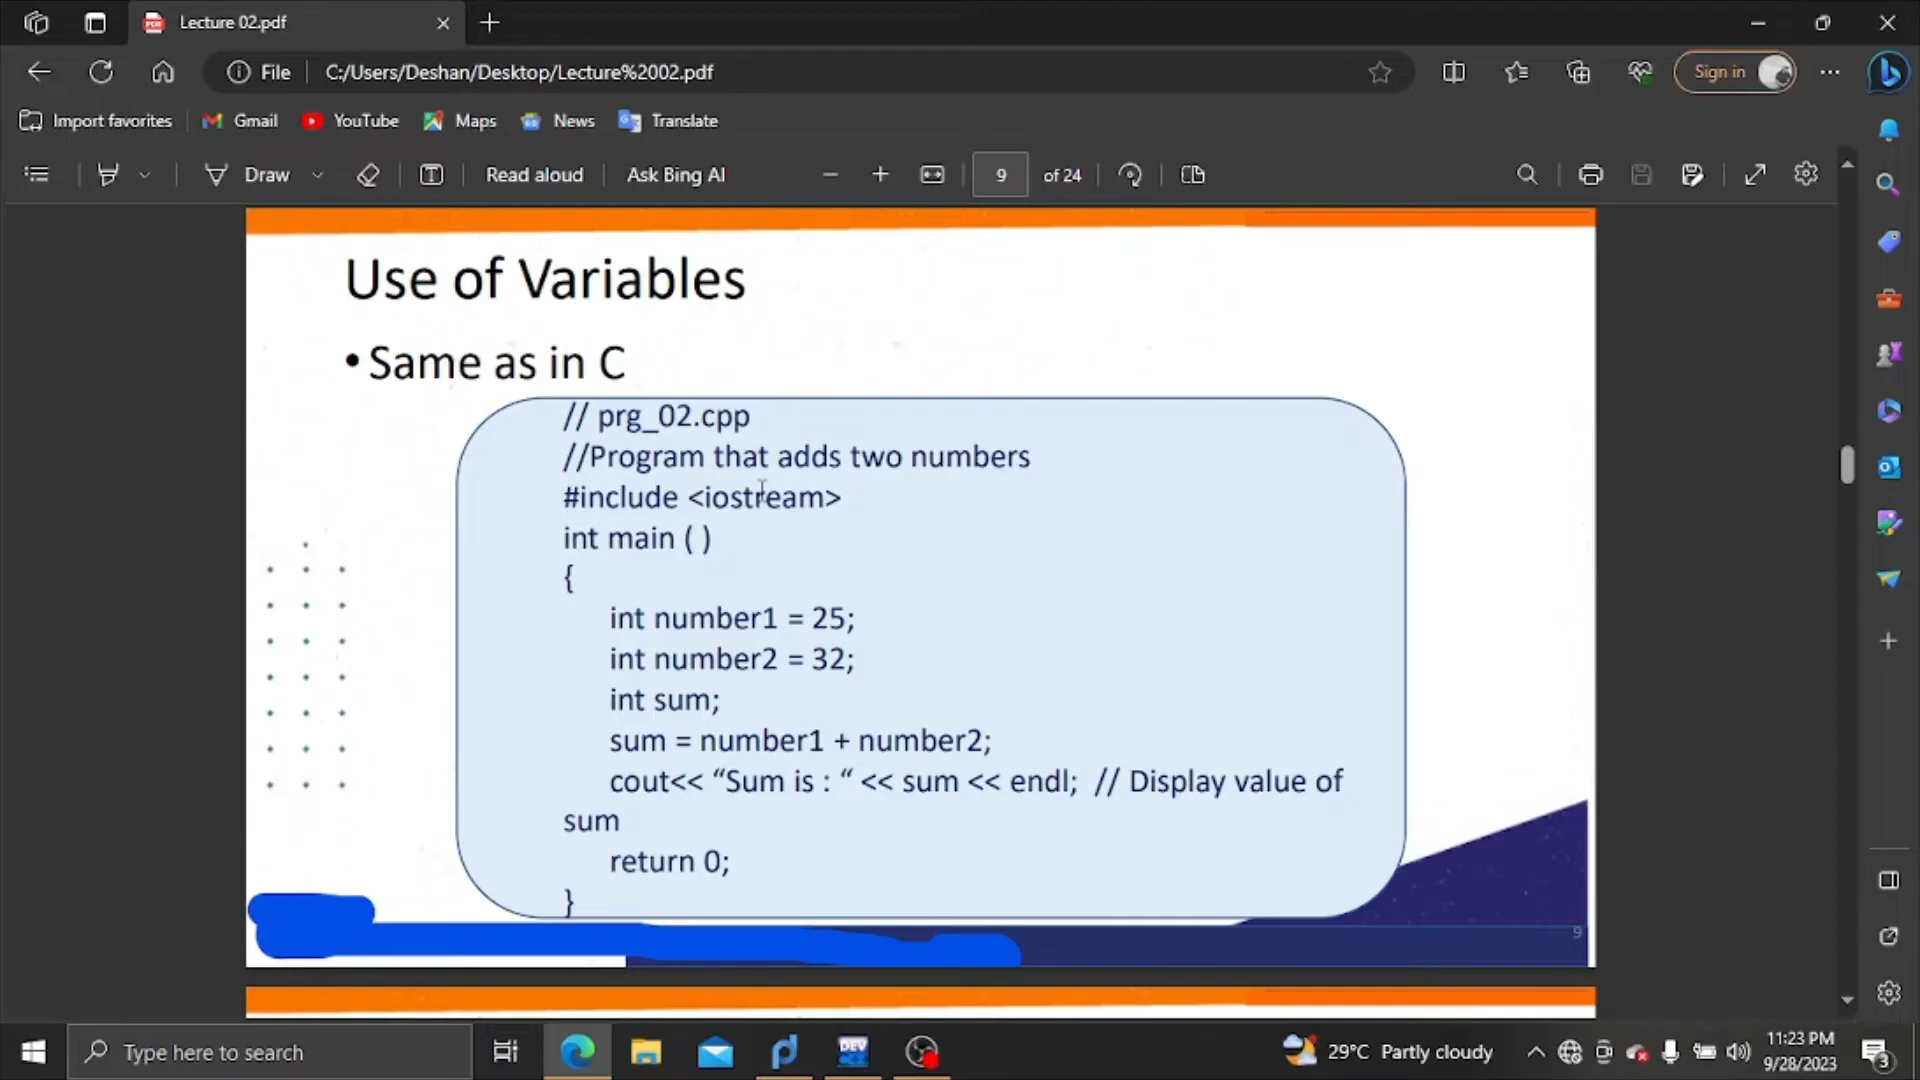 Lecture 02.pdf
File C:/Users/Deshan/Desktop/Lecture%2002.pdf Sign in
Import favorites Gmail YouTube Maps News Translate
Draw Read aloud Ask Bing AI 9 of 24
Use of Variables
• Same as in C
// prg_02.cpp
//Program that adds two numbers
#include <iostream>
int main ( )
{
int number1 = 25;
int number2 = 32;
int sum;
sum = number1 + number2;
cout<< “Sum is : “ << sum << endl; // Display value of
sum
return 0;
}
9
Type here to search DEV 29°C Partly cloudy 11:23 PM
9/28/2023 3